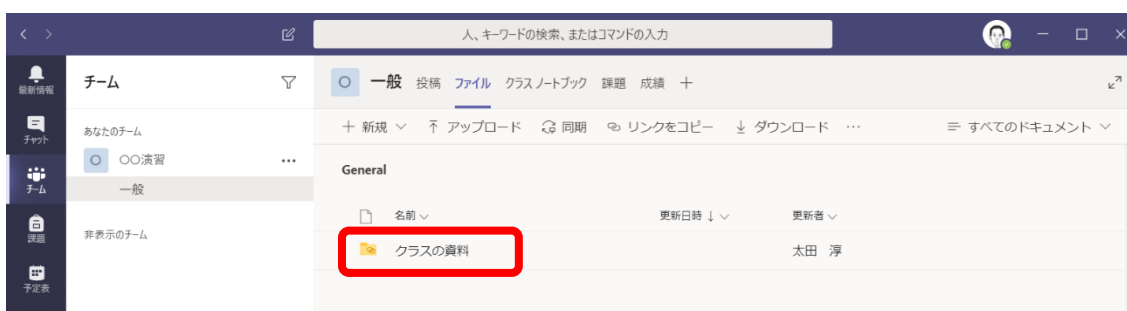 人、キーワードの検索、またはコマンドの入力
最新情報
チャット
チーム
課題
予定表
チーム
あなたのチーム
O 〇〇演習 ...
一般
非表示のチーム
O 一般 投稿 ファイル クラス ノートブック 課題 成績 +
+ 新規 アップロード 同期 リンクをコピー ダウンロード ... すべてのドキュメント
General
名前 更新日時 ↓ 更新者
クラスの資料 太田 淳